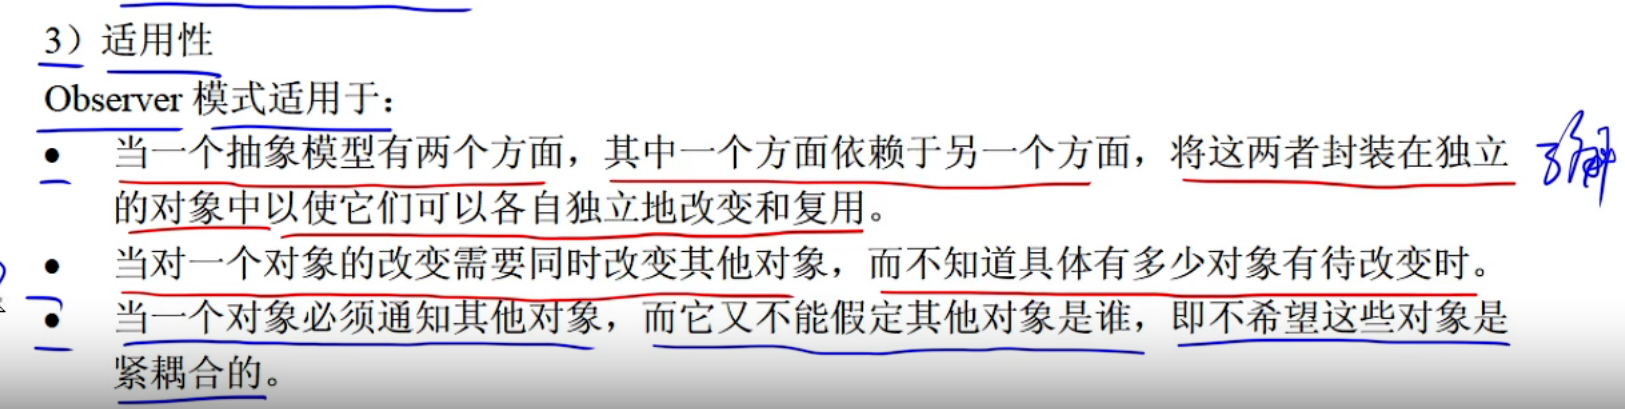 3）适用性
Observer 模式适用于：
● 当一个抽象模型有两个方面，其中一个方面依赖于另一个方面，将这两者封装在独立 了解
的对象中以使它们可以各自独立地改变和复用。
● 当对一个对象的改变需要同时改变其他对象，而不知道具体有多少对象有待改变时。
● 当一个对象必须通知其他对象，而它又不能假定其他对象是谁，即不希望这些对象是
紧耦合的。